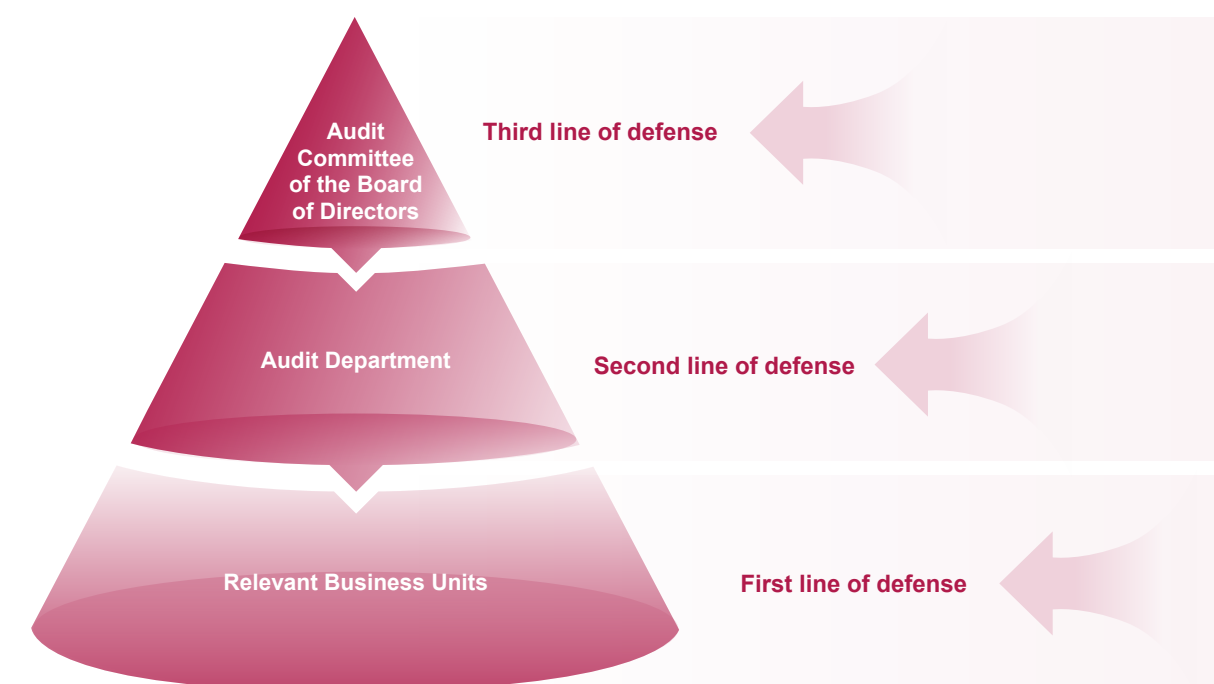 Audit
Committee
of the Board
of Directors
Third line of defense
Audit Department
Second line of defense
Relevant Business Units
First line of defense